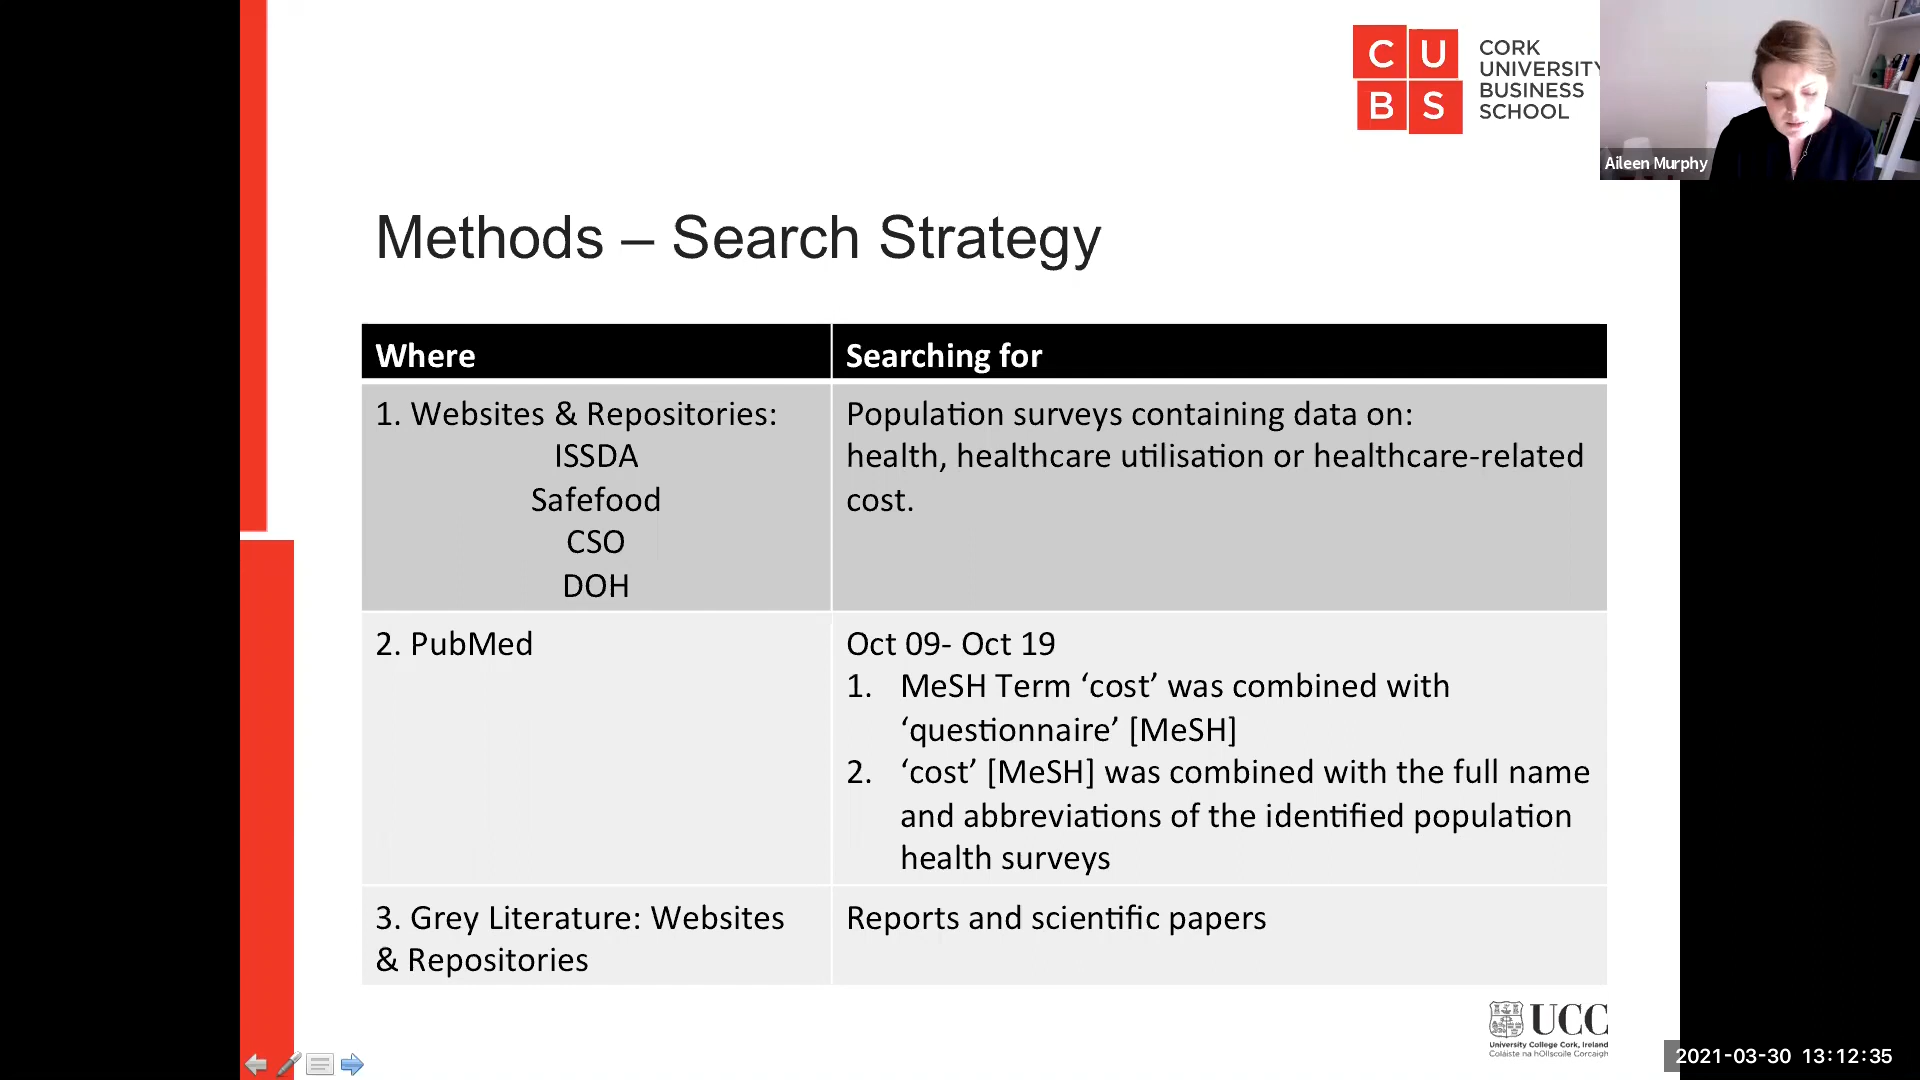 C U
B S
CORK
UNIVERSITY
BUSINESS
SCHOOL
Aileen Murphy
Methods – Search Strategy
Where
Searching for
1. Websites & Repositories:
ISSDA
Safefood
CSO
DOH
Population surveys containing data on:
health, healthcare utilisation or healthcare-related
cost.
2. PubMed
Oct 09- Oct 19
1. MeSH Term ‘cost’ was combined with
‘questionnaire’ [MeSH]
2. ‘cost’ [MeSH] was combined with the full name
and abbreviations of the identified population
health surveys
3. Grey Literature: Websites
& Repositories
Reports and scientific papers
UCC
University College Cork, Ireland
Coláiste na hOllscoile Corcaigh
2021-03-30 13:12:35